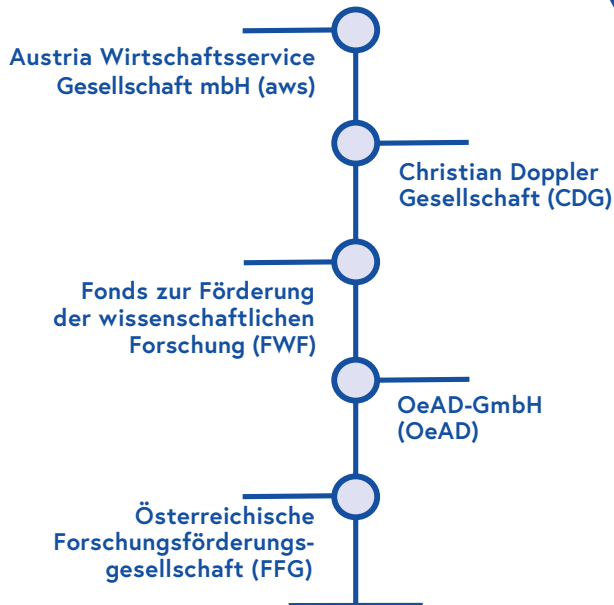 Austria Wirtschaftsservice
Gesellschaft mbH (aws)
Christian Doppler
Gesellschaft (CDG)
Fonds zur Förderung
der wissenschaftlichen
Forschung (FWF)
OeAD-GmbH
(OeAD)
Österreichische
Forschungsförderungs-
gesellschaft (FFG)